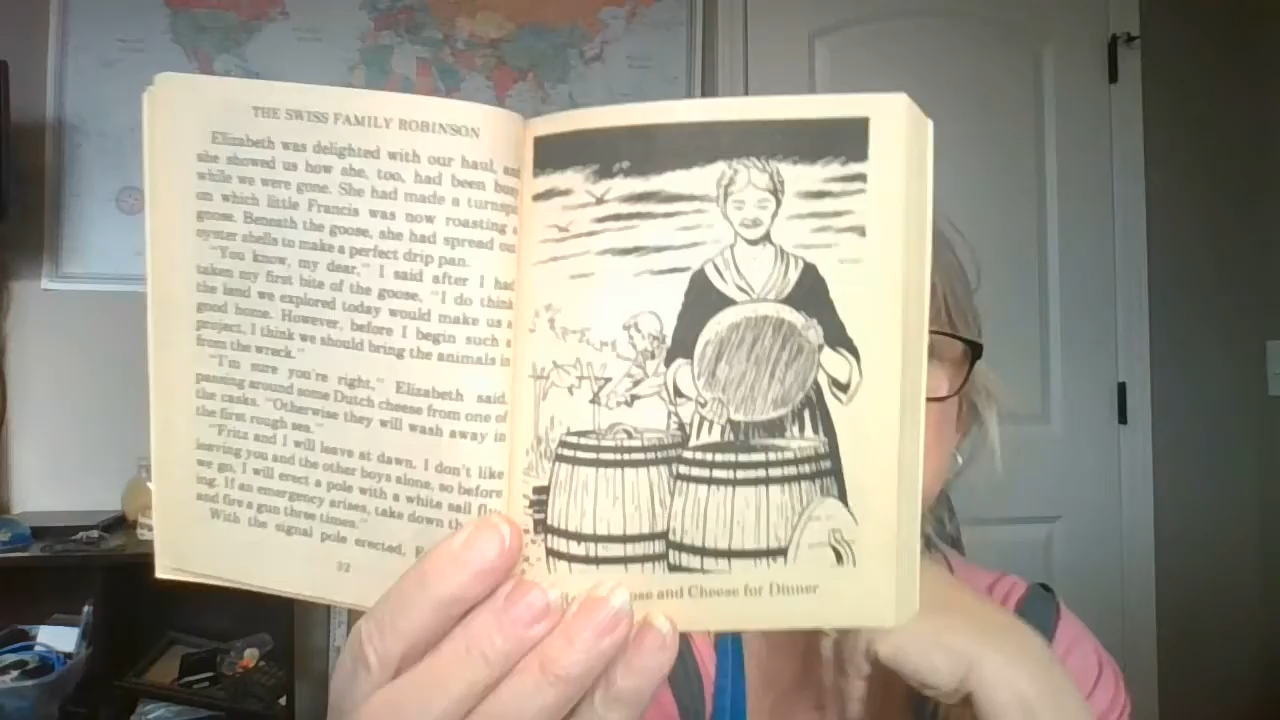 THE SWISS FAMILY ROBINSON
Elizabeth was delighted with our haul, and
she showed us how she, too, had been busy
while we were gone. She had made a turnspit
on which little Francis was now roasting a
goose. Beneath the goose, she had spread out
oyster shells to make a perfect drip pan.
"You know, my dear," I said after I had
taken my first bite of the goose, "I do think
the land we explored today would make us a
good home. However, before I begin such a
project, I think we should bring the animals in
from the wreck."
"I'm sure you're right," Elizabeth said,
passing around some Dutch cheese from one of
the casks. "Otherwise they will wash away in
the first rough sea."
"Fritz and I will leave at dawn. I don't like
leaving you and the other boys alone, so before
we go, I will erect a pole with a white sail fly-
ing. If an emergency arises, take down the
and fire a gun three times."
With the signal pole erected,
32
and Cheese for Dinner